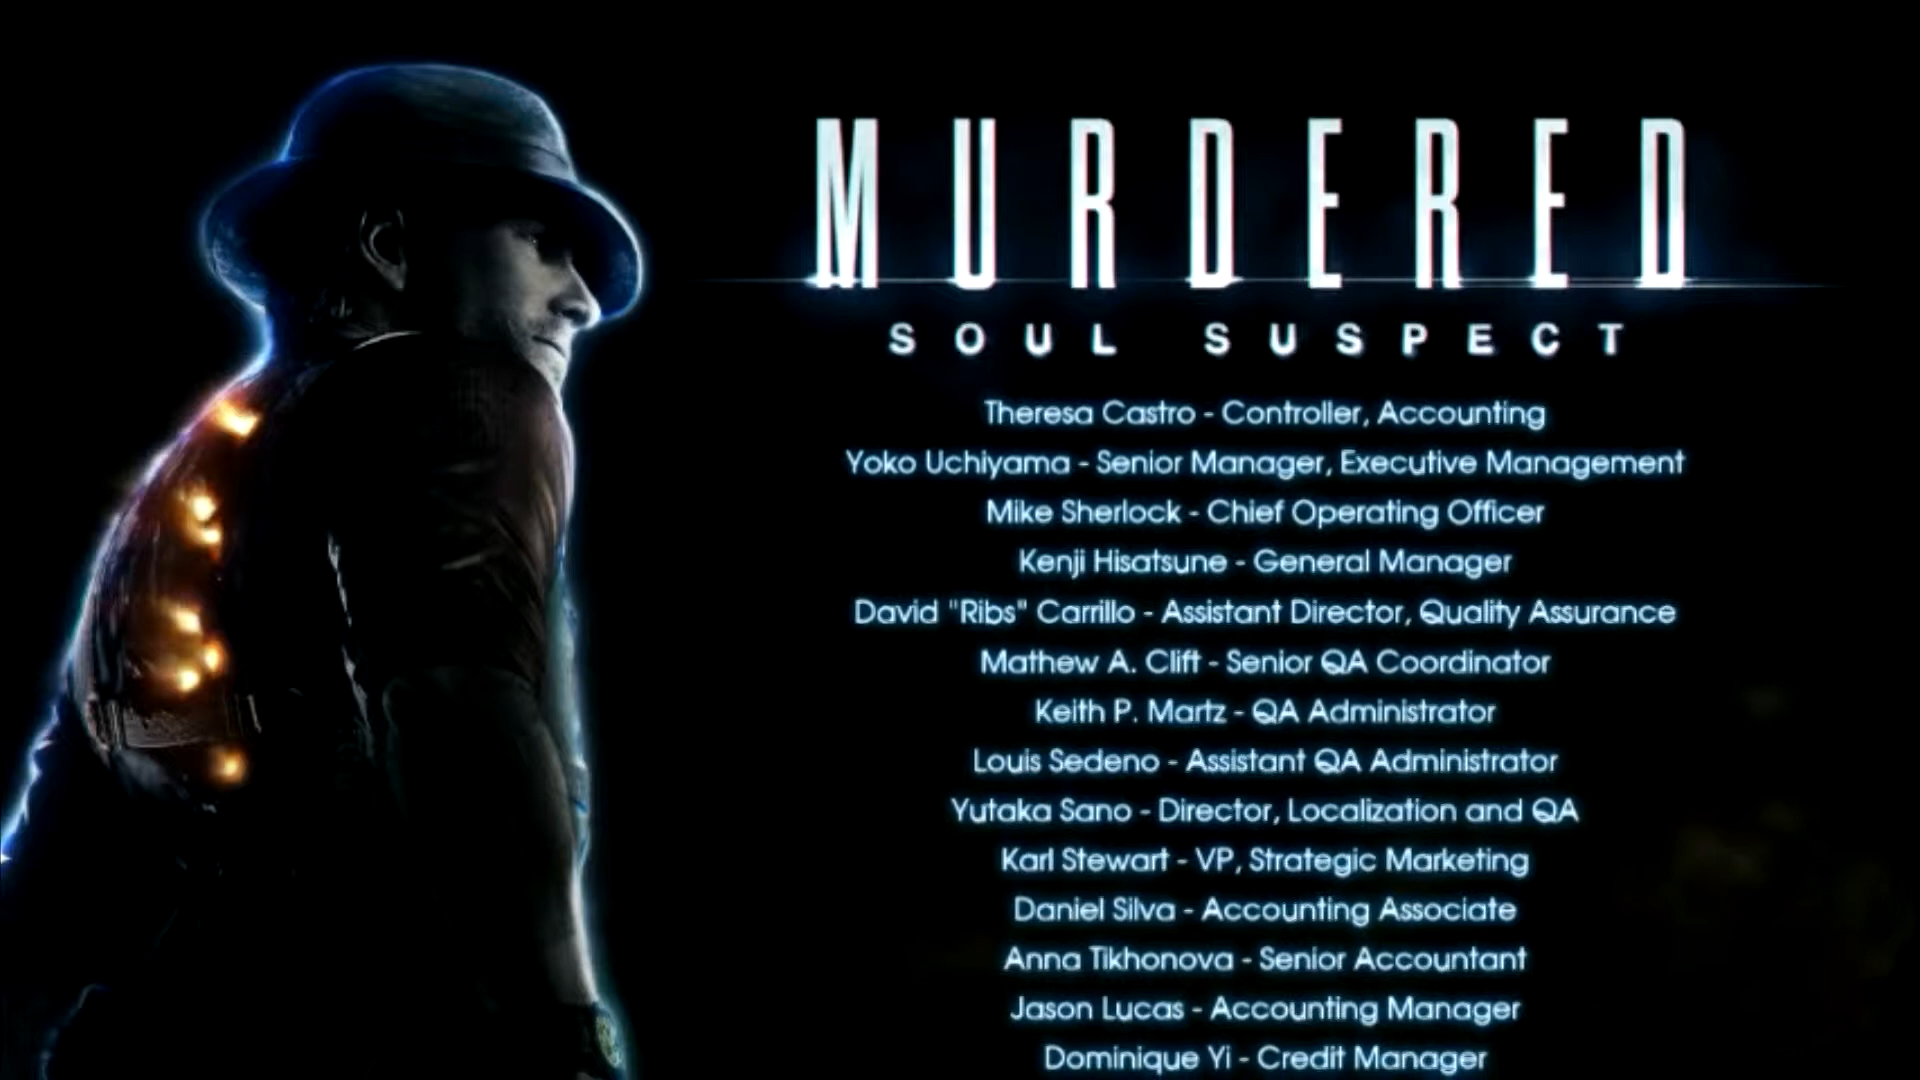 MURDERED
SOUL SUSPECT
Theresa Castro - Controller, Accounting
Yoko Uchiyama - Senior Manager, Executive Management
Mike Sherlock - Chief Operating Officer
Kenji Hisatsune - General Manager
David "Ribs" Carrillo - Assistant Director, Quality Assurance
Mathew A. Clift - Senior QA Coordinator
Keith P. Martz - QA Administrator
Louis Sedeno - Assistant QA Administrator
Yutaka Sano - Director, Localization and QA
Karl Stewart - VP, Strategic Marketing
Daniel Silva - Accounting Associate
Anna Tikhonova - Senior Accountant
Jason Lucas - Accounting Manager
Dominique Yi - Credit Manager